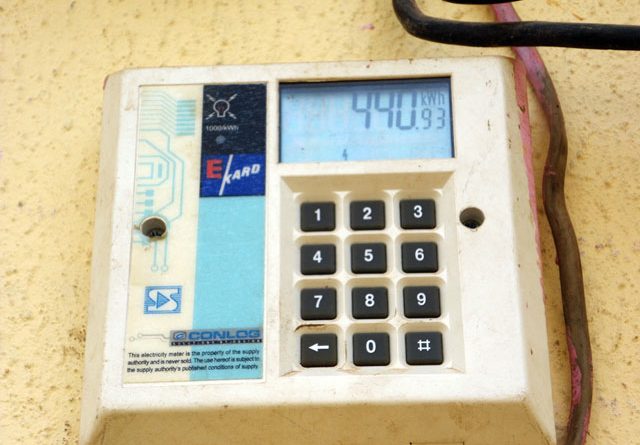 1000/kWh
E/KARD
440.93 kWh
1 2 3
4 5 6
7 8 9
← 0 #
CONLOG
This electricity meter is the property of the supply
authority and is never sold. The use hereof is subject to
the supply authority's published conditions of supply.